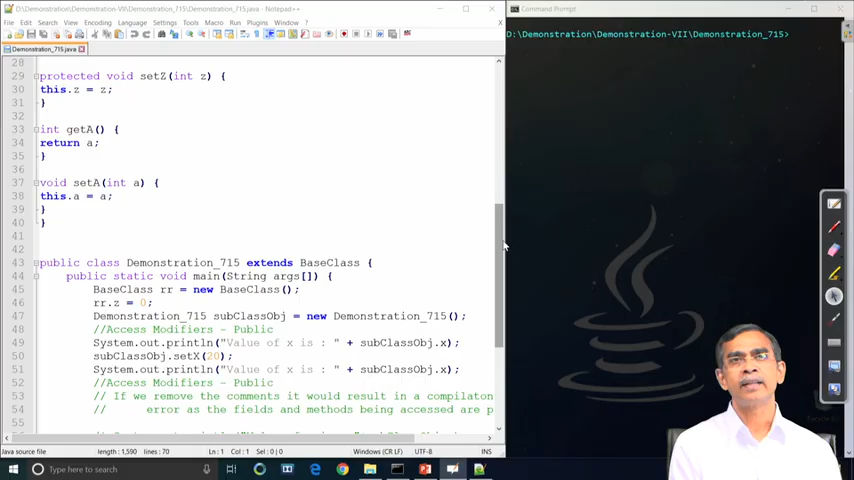 D:\Demonstration\Demonstration-VII\Demonstration_715\Demonstration_715.java - Notepad++
File Edit Search View Encoding Language Settings Tools Macro Run Plugins Window ?
Demonstration_715.java
28
29 protected void setZ(int z) {
30 this.z = z;
31 }
32
33 int getA() {
34 return a;
35 }
36
37 void setA(int a) {
38 this.a = a;
39 }
40 }
41
42
43 public class Demonstration_715 extends BaseClass {
44 public static void main(String args[]) {
45 BaseClass rr = new BaseClass();
46 rr.z = 0;
47 Demonstration_715 subClassObj = new Demonstration_715();
48 //Access Modifiers - Public
49 System.out.println("Value of x is : " + subClassObj.x);
50 subClassObj.setX(20);
51 System.out.println("Value of x is : " + subClassObj.x);
52 //Access Modifiers - Public
53 // If we remove the comments it would result in a compilaton
54 // error as the fields and methods being accessed are p
55
Java source file length : 1,590 lines : 70 Ln : 1 Col : 1 Sel : 0 | 0 Windows (CR LF) UTF-8 INS
Type here to search
Command Prompt
D:\Demonstration\Demonstration-VII\Demonstration_715>